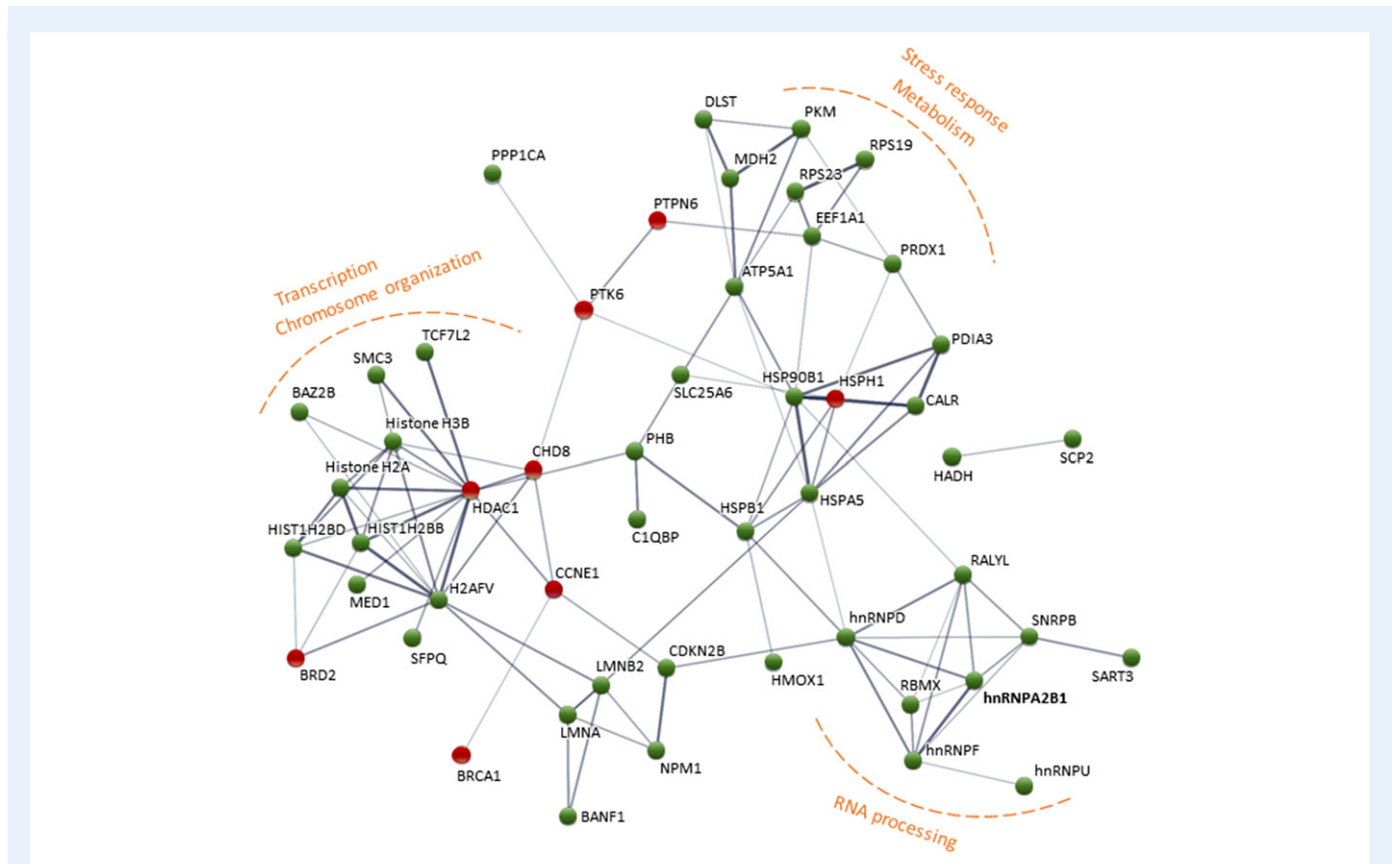 Stress response
Metabolism
DLST
PKM
RPS19
MDH2
PPP1CA
RPS23
PTPN6
EEF1A1
PRDX1
ATP5A1
Transcription
Chromosome organization
PTK6
TCF7L2
PDIA3
SMC3
HSP90B1
HSPH1
BAZ2B
SLC25A6
CALR
Histone H3B
CHD8
PHB
SCP2
Histone H2A
HADH
HDAC1
HSPA5
HSPB1
HIST1H2BD
HIST1H2BB
C1QBP
RALYL
CCNE1
MED1
H2AFV
hnRNPD
SNRPB
SFPQ
CDKN2B
LMNB2
BRD2
HMOX1
SART3
RBMX
hnRNPA2B1
LMNA
hnRNPF
NPM1
hnRNPU
BRCA1
BANF1
RNA processing